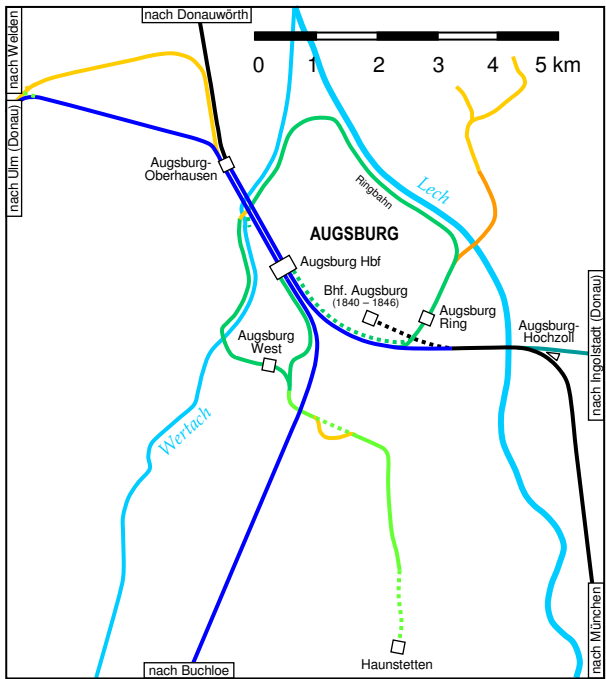 nach Welden
nach Donauwörth
0 1 2 3 4 5 km
nach Ulm (Donau)
Augsburg-
Oberhausen
Ringbahn
Lech
AUGSBURG
Augsburg Hbf
Bhf. Augsburg
(1840 – 1846)
Augsburg
Ring
Augsburg-
Hochzoll
nach Ingolstadt (Donau)
Augsburg
West
Wertach
nach München
Haunstetten
nach Buchloe